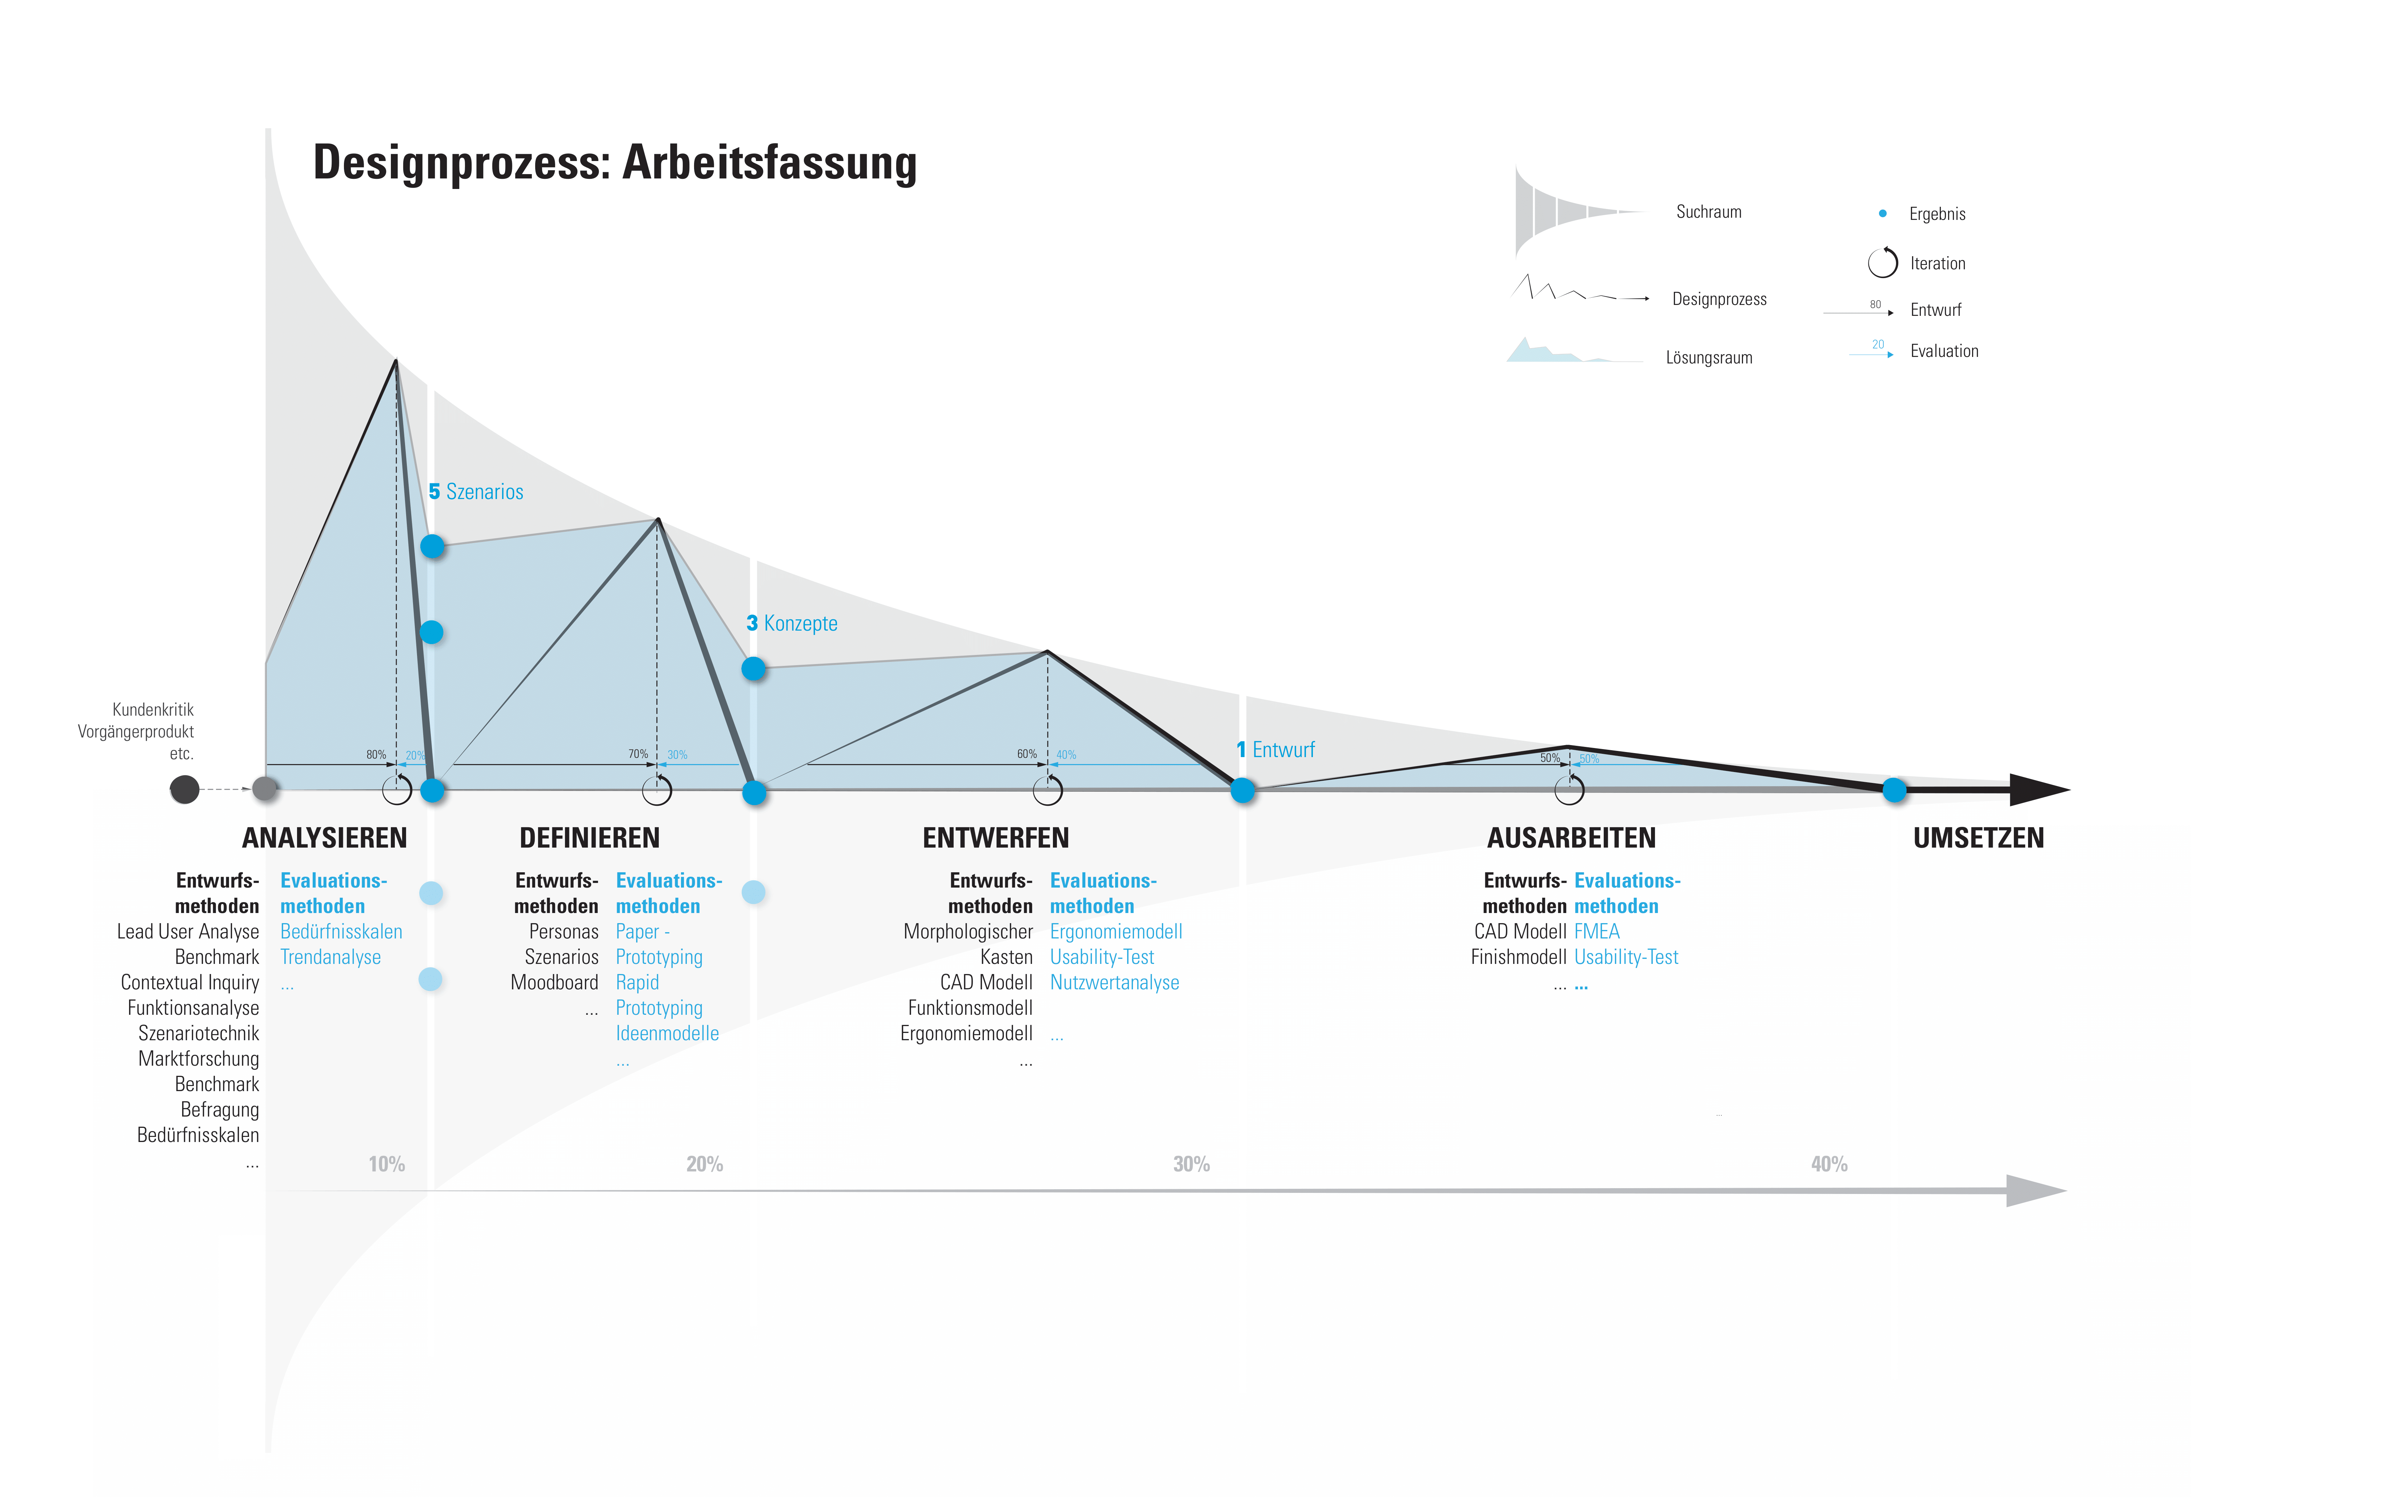 Designprozess: Arbeitsfassung
Suchraum
Designprozess
Lösungsraum
Ergebnis
Iteration
80
Entwurf
20
Evaluation
5 Szenarios
3 Konzepte
1 Entwurf
Kundenkritik
Vorgängerprodukt
etc.
80% 20%
70% 30%
60% 40%
50% 50%
ANALYSIEREN
Entwurfs-
methoden
Lead User Analyse
Benchmark
Contextual Inquiry
Funktionsanalyse
Szenariotechnik
Marktforschung
Benchmark
Befragung
Bedürfnisskalen
...
Evaluations-
methoden
Bedürfnisskalen
Trendanalyse
...
DEFINIEREN
Entwurfs-
methoden
Personas
Szenarios
Moodboard
...
Evaluations-
methoden
Paper -
Prototyping
Rapid
Prototyping
Ideenmodelle
...
ENTWERFEN
Entwurfs-
methoden
Morphologischer
Kasten
CAD Modell
Funktionsmodell
Ergonomiemodell
...
Evaluations-
methoden
Ergonomiemodell
Usability-Test
Nutzwertanalyse
...
AUSARBEITEN
Entwurfs-
methoden
CAD Modell
Finishmodell
...
Evaluations-
methoden
FMEA
Usability-Test
...
UMSETZEN
...
10% 20% 30% 40%